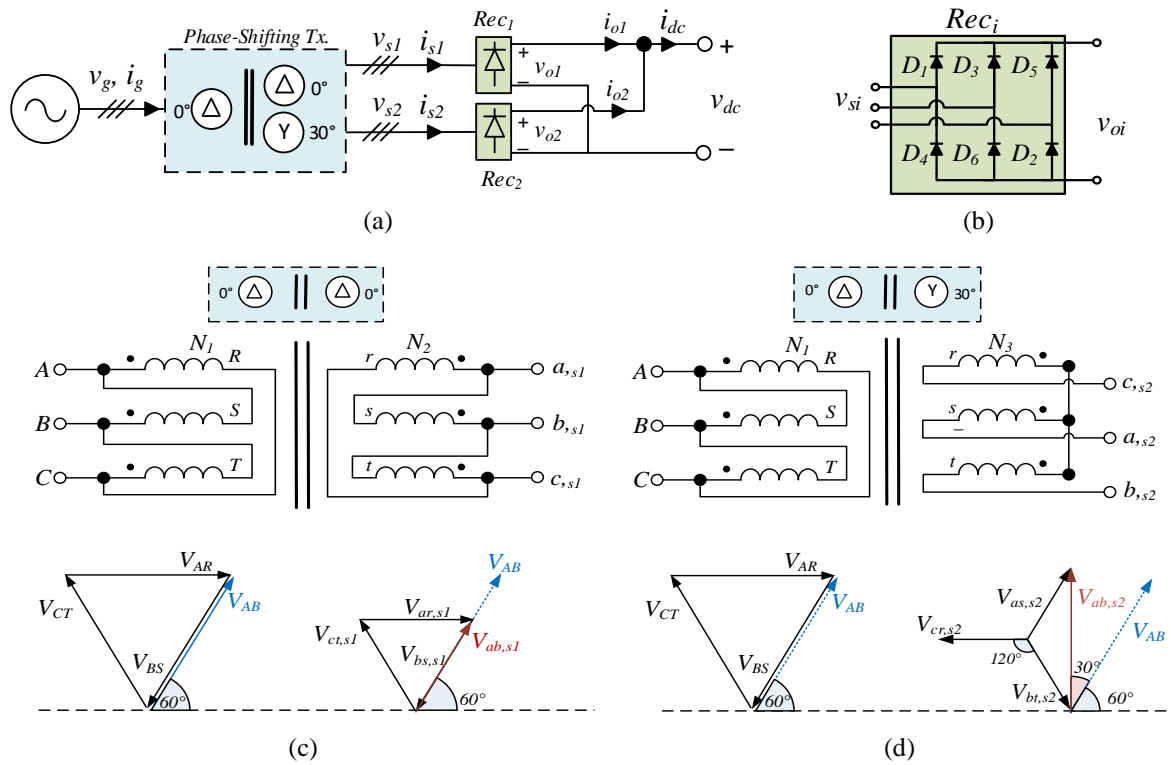 Phase-Shifting Tx.
v_g, i_g
0° Δ Δ 0°
Y 30°
v_s1 i_s1
v_s2 i_s2
Rec_1
+
−
v_o1
+
−
v_o2
Rec_2
i_o1 i_dc
i_o2
+
v_dc
−
(a)
Rec_i
D_1 D_3 D_5
v_si
v_oi
D_4 D_6 D_2
(b)
0° Δ Δ 0°
A N_1 R
B S
C T
r N_2 a,_s1
s b,_s1
t c,_s1
V_AR
V_CT
V_AB
V_BS
60°
V_AB
V_ar,s1
V_ct,s1
V_bs,s1
V_ab,s1
60°
(c)
0° Δ Y 30°
A N_1 R
B S
C T
r N_3
c,_s2
s
−
a,_s2
t
b,_s2
V_AR
V_CT
V_AB
V_BS
60°
V_as,s2
V_ab,s2
V_cr,s2
V_AB
120°
30°
V_bt,s2
60°
(d)